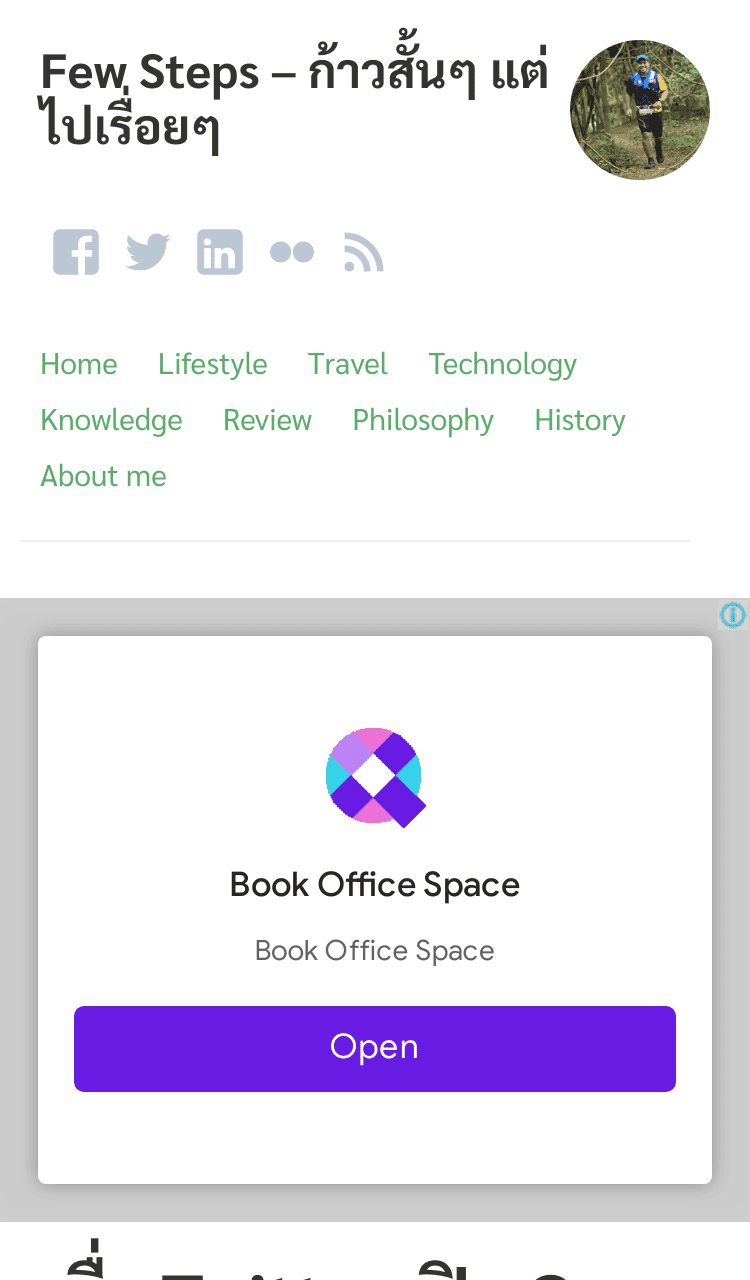 Few Steps – ก้าวสั้นๆ แต่
ไปเรื่อยๆ
Home Lifestyle Travel Technology
Knowledge Review Philosophy History
About me
Book Office Space
Book Office Space
Open